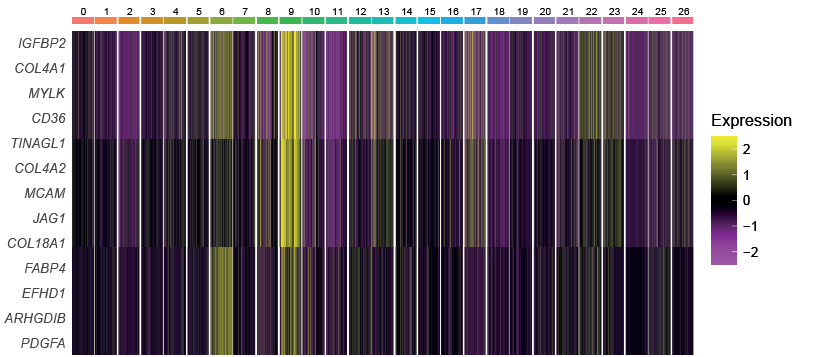 0 1 2 3 4 5 6 7 8 9 10 11 12 13 14 15 16 17 18 19 20 21 22 23 24 25 26
IGFBP2
COL4A1
MYLK
CD36
TINAGL1
COL4A2
MCAM
JAG1
COL18A1
FABP4
EFHD1
ARHGDIB
PDGFA
Expression
2
1
0
−1
−2